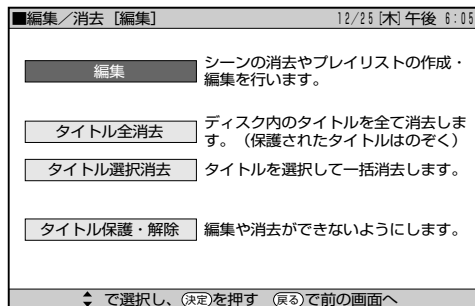 ■編集／消去 [編集] 12/25[木]午後 6:05
編集
シーンの消去やプレイリストの作成・
編集を行います。
タイトル全消去
ディスク内のタイトルを全て消去しま
す。（保護されたタイトルはのぞく）
タイトル選択消去
タイトルを選択して一括消去します。
タイトル保護・解除
編集や消去ができないようにします。
で選択し、決定を押す 戻るで前の画面へ